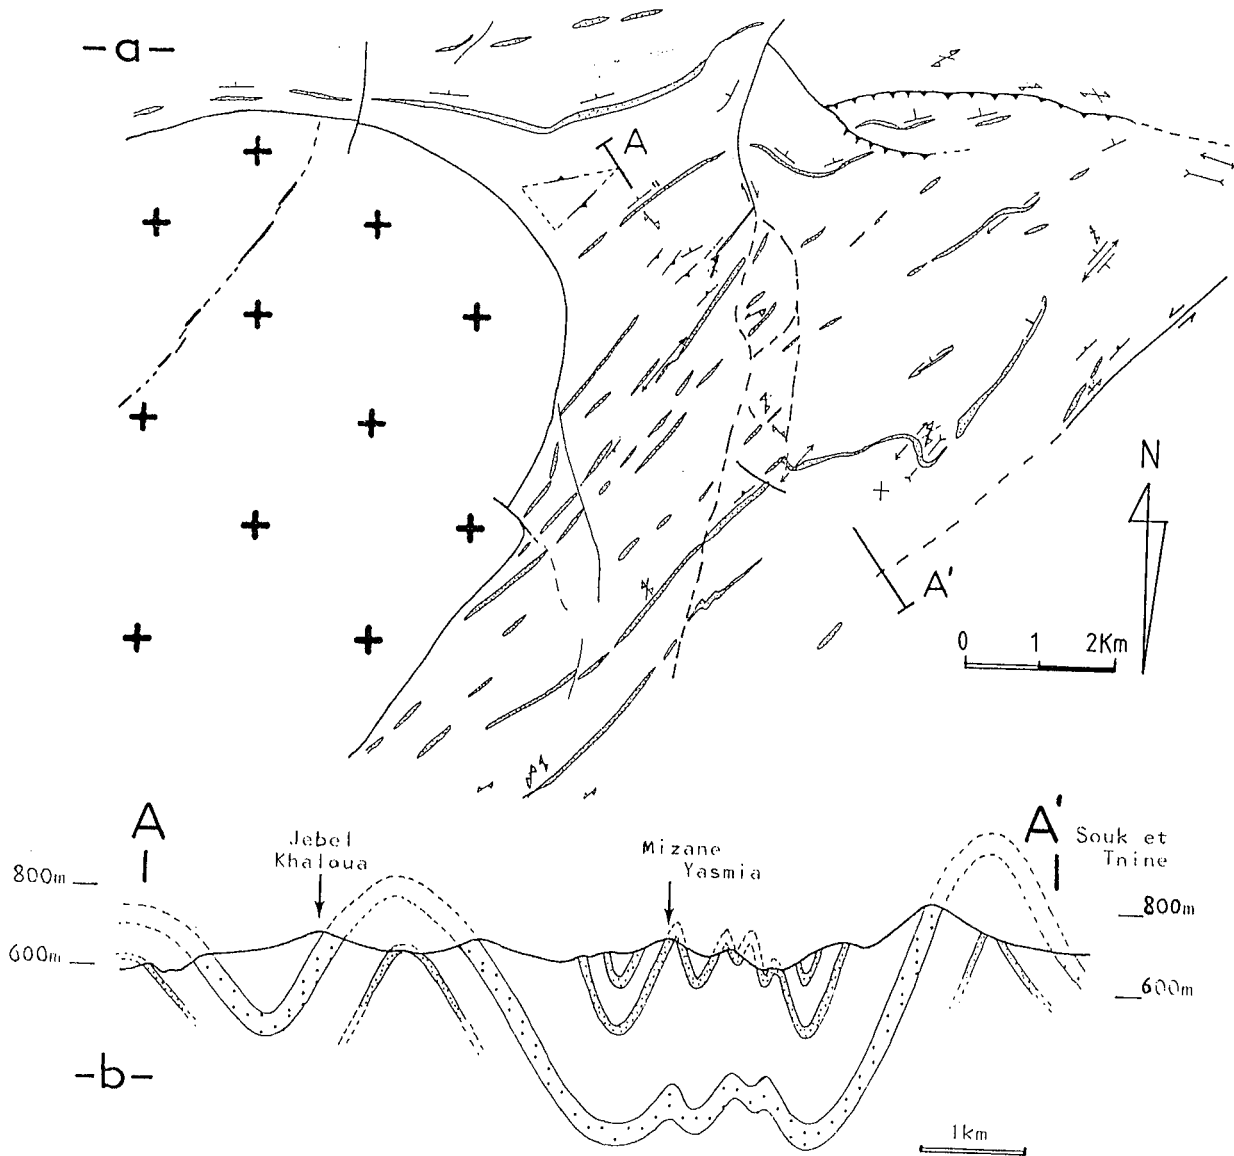 -a-
A
N
A'
0 1 2Km
A
Jebel
Khaloua
Mizane
Yasmia
A'
Souk et
Tnine
800m
800m
600m
600m
-b-
1km